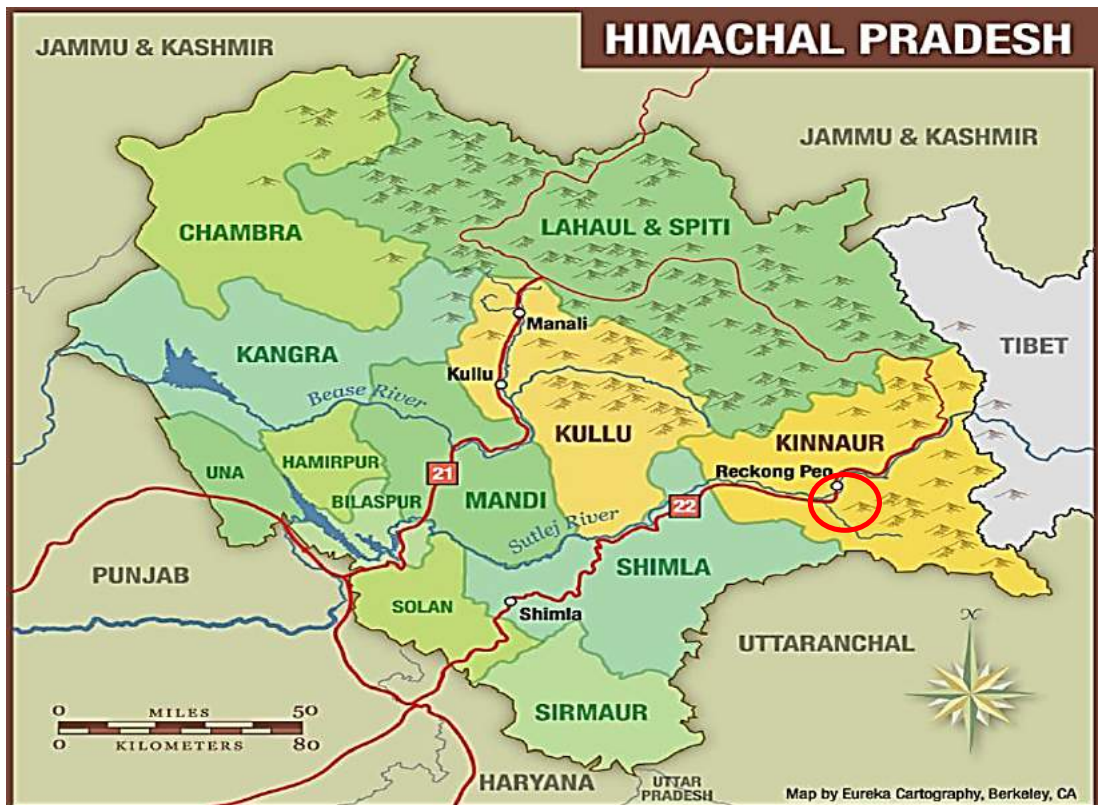 HIMACHAL PRADESH
JAMMU & KASHMIR
JAMMU & KASHMIR
CHAMBRA
LAHAUL & SPITI
Manali
TIBET
KANGRA
Kullu
Bease River
KULLU
KINNAUR
UNA
HAMIRPUR
Reckong Peo
21
BILASPUR
MANDI
22
Sutlej River
PUNJAB
SHIMLA
SOLAN
Shimla
N
UTTARANCHAL
0 MILES 50
0 KILOMETERS 80
SIRMAUR
HARYANA
UTTAR
PRADESH
Map by Eureka Cartography, Berkeley, CA